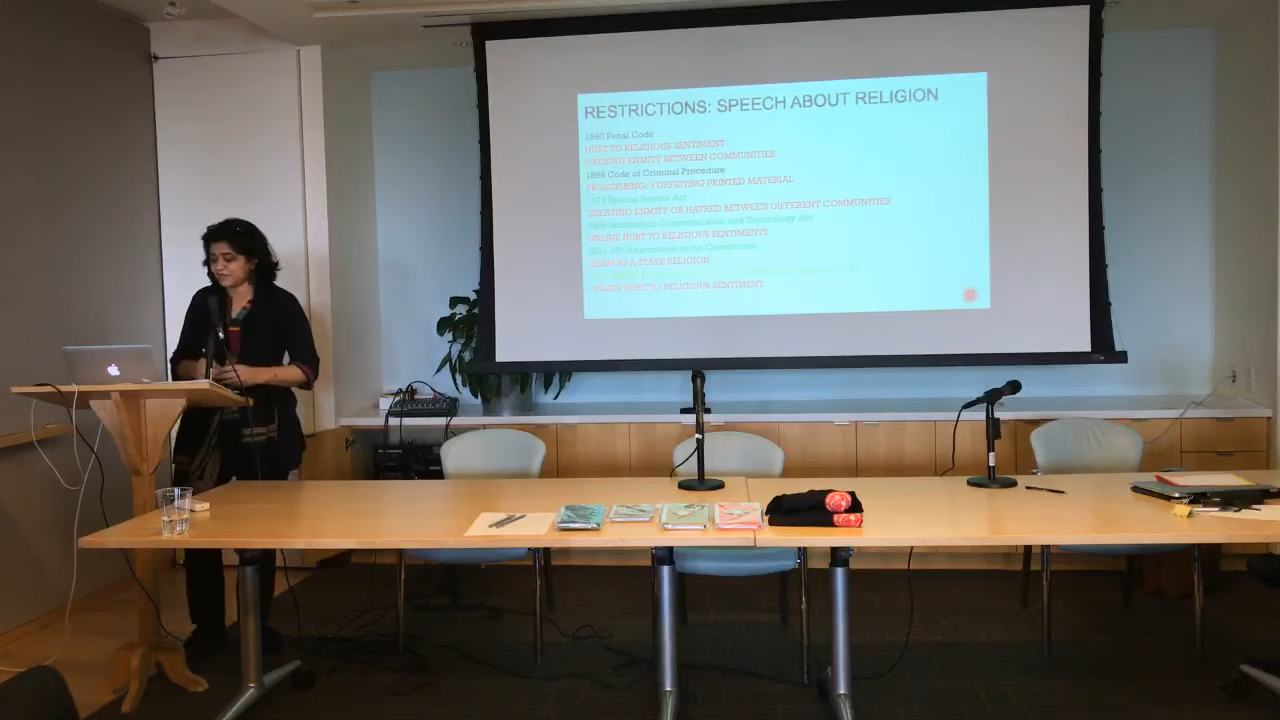 RESTRICTIONS: SPEECH ABOUT RELIGION
1860 Penal Code
HURT TO RELIGIOUS SENTIMENT
CAUSING ENMITY BETWEEN COMMUNITIES
1898 Code of Criminal Procedure
PROSCRIBING/ FORFEITING PRINTED MATERIAL
1974 Special Powers Act
CREATING ENMITY OR HATRED BETWEEN DIFFERENT COMMUNITIES
Information Communication and Technology Act
ONLINE HURT TO RELIGIOUS SENTIMENTS
2011 15th Amendment to the Constitution
ISLAM AS A STATE RELIGION
ONLINE HURT TO RELIGIOUS SENTIMENT